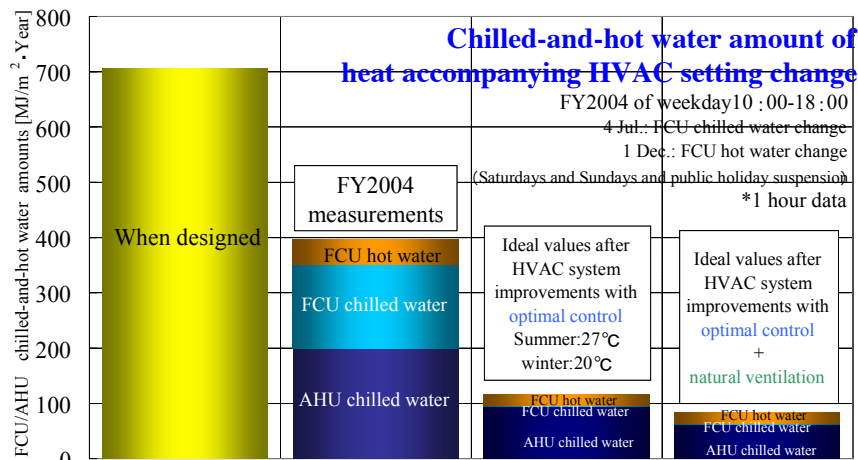 Chilled-and-hot water amount of
heat accompanying HVAC setting change
FY2004 of weekday10：00-18：00
4 Jul.: FCU chilled water change
1 Dec.: FCU hot water change
(Saturdays and Sundays and public holiday suspension)
*1 hour data
FCU/AHU chilled-and-hot water amounts [MJ/m²・Year]
800
700
600
500
400
300
200
100
0
When designed
FY2004
measurements
FCU hot water
FCU chilled water
AHU chilled water
Ideal values after
HVAC system
improvements with
optimal control
Summer:27℃
winter:20℃
FCU hot water
FCU chilled water
AHU chilled water
Ideal values after
HVAC system
improvements with
optimal control
+
natural ventilation
FCU hot water
FCU chilled water
AHU chilled water